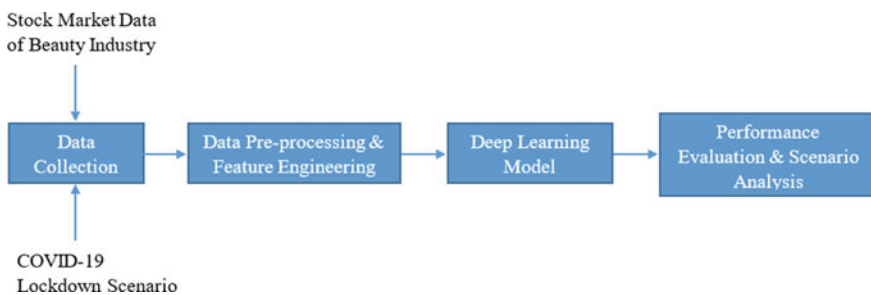 Stock Market Data
of Beauty Industry
Data
Collection
Data Pre-processing &
Feature Engineering
Deep Learning
Model
Performance
Evaluation & Scenario
Analysis
COVID-19
Lockdown Scenario